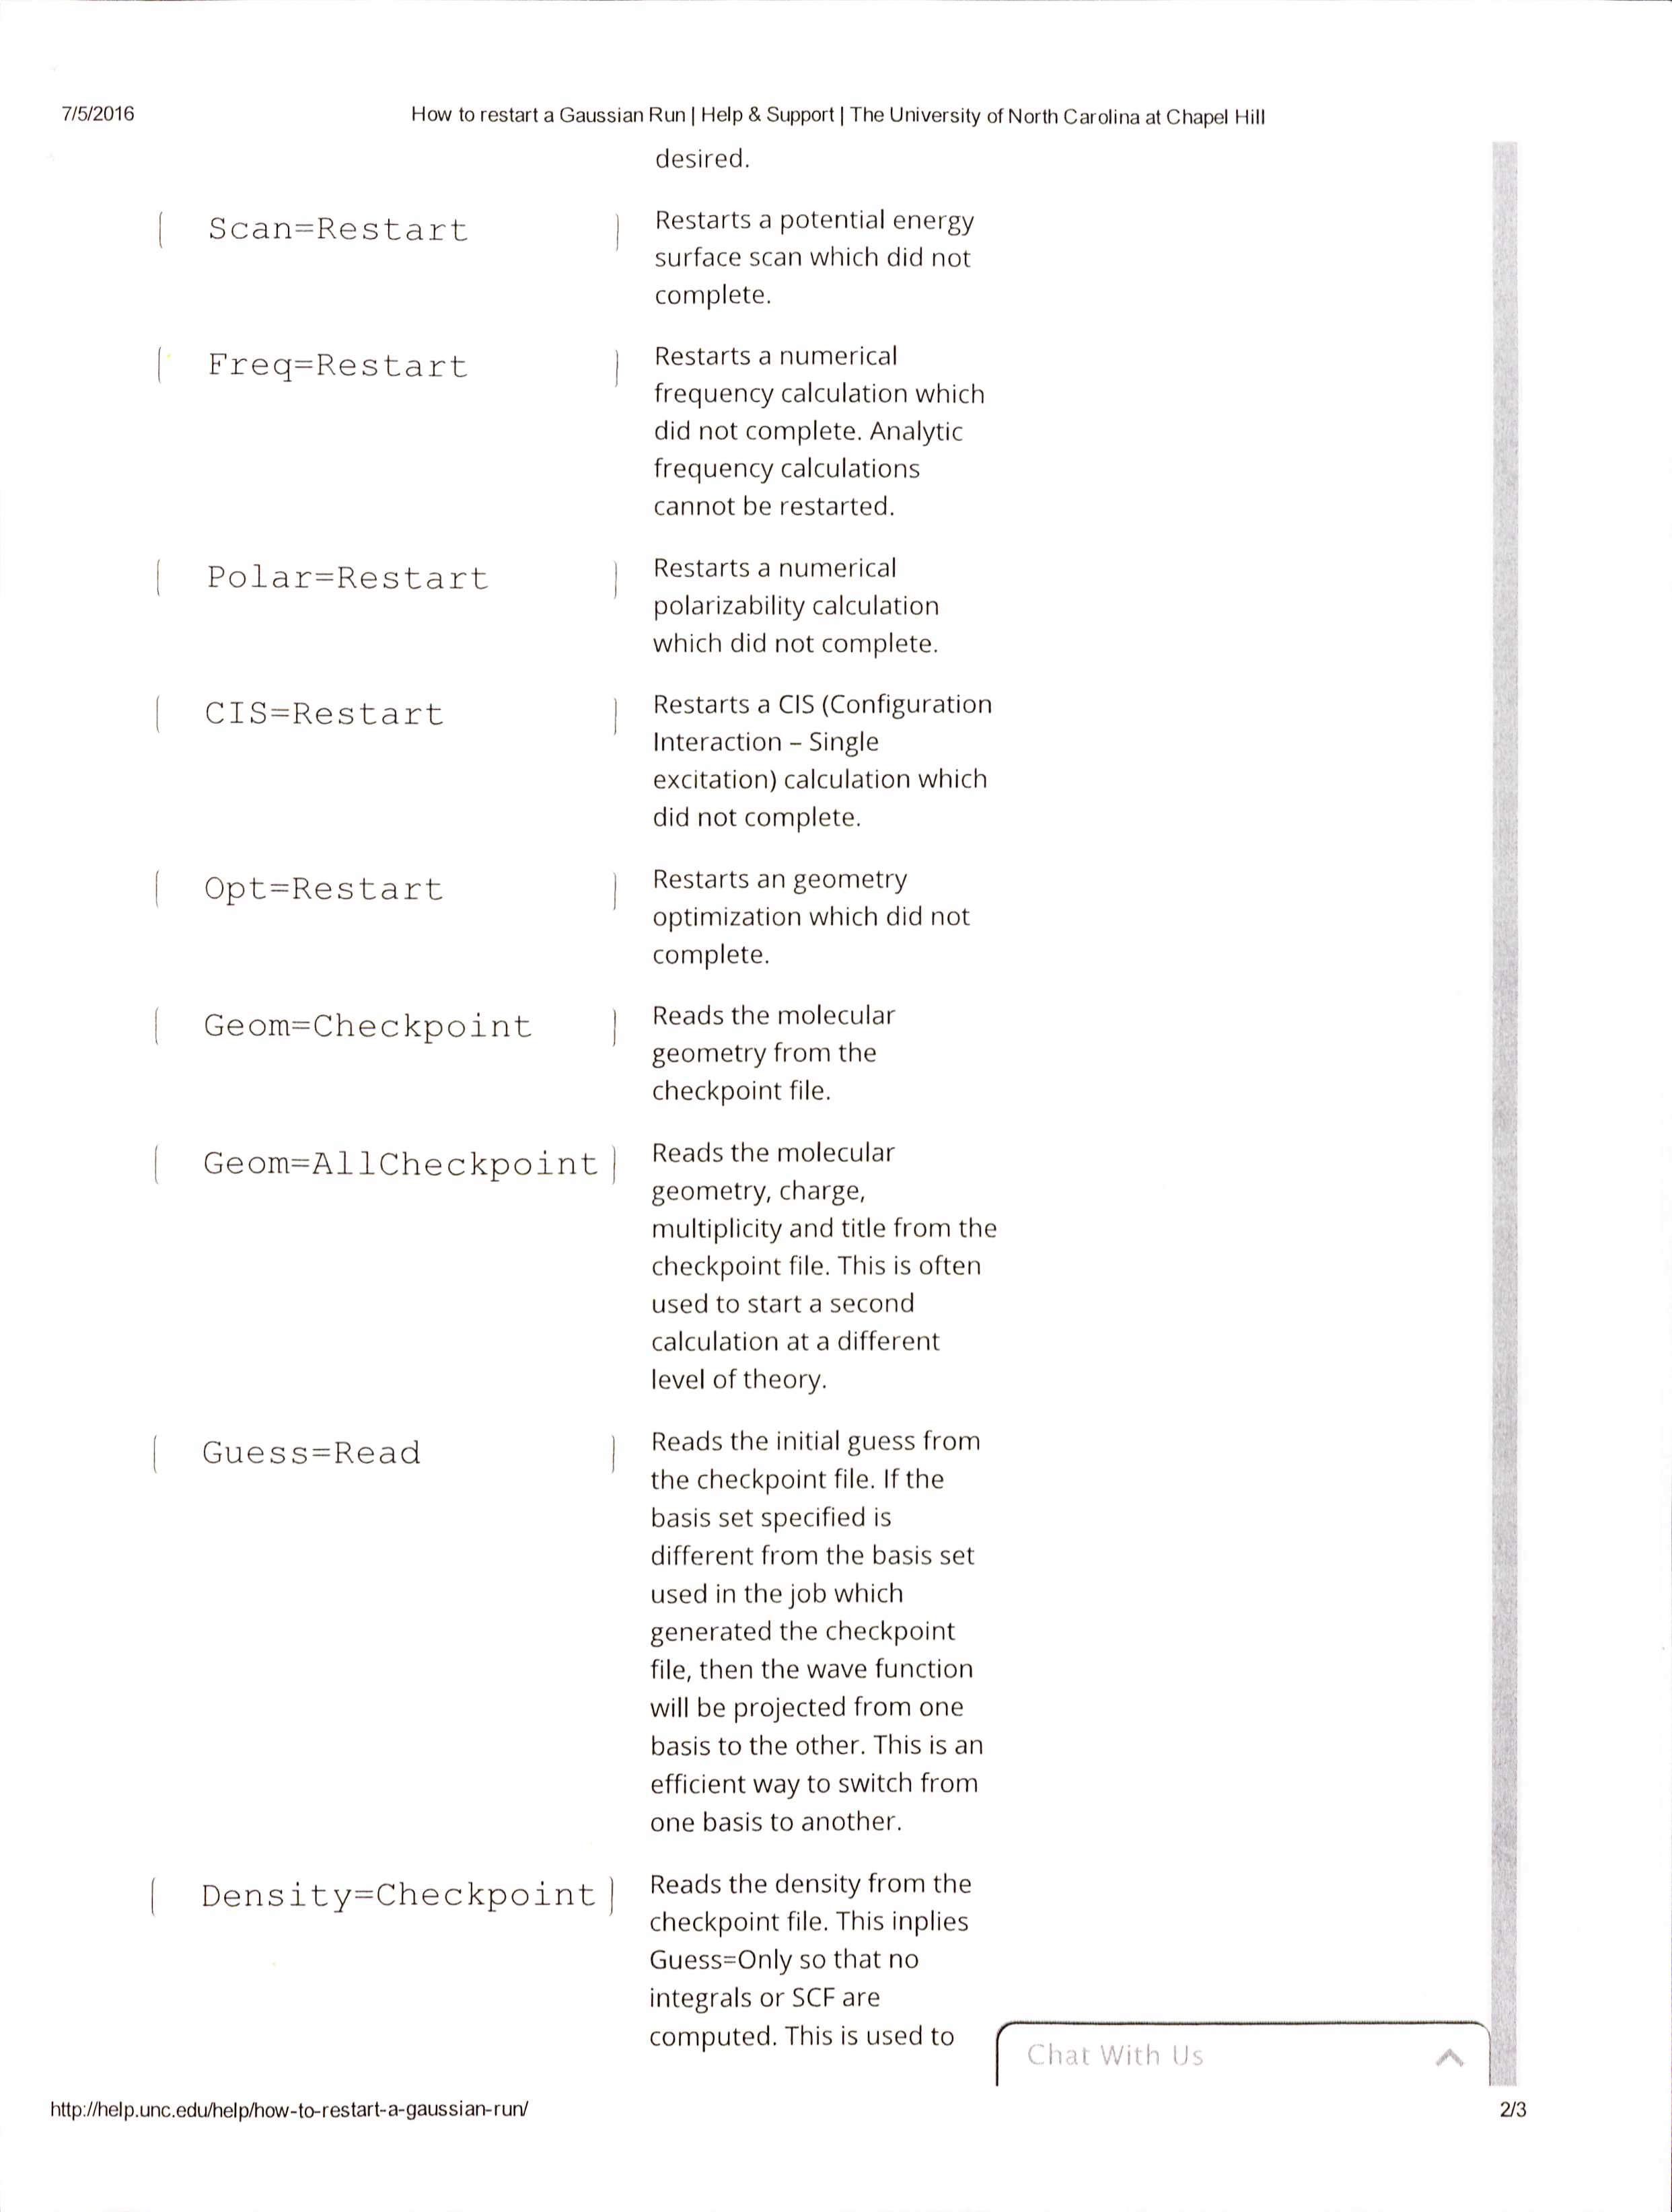 7/5/2016 How to restart a Gaussian Run | Help & Support | The University of North Carolina at Chapel Hill
desired.
Scan=Restart
Restarts a potential energy
surface scan which did not
complete.
Freq=Restart
Restarts a numerical
frequency calculation which
did not complete. Analytic
frequency calculations
cannot be restarted.
Polar=Restart
Restarts a numerical
polarizability calculation
which did not complete.
CIS=Restart
Restarts a CIS (Configuration
Interaction – Single
excitation) calculation which
did not complete.
Opt=Restart
Restarts an geometry
optimization which did not
complete.
Geom=Checkpoint
Reads the molecular
geometry from the
checkpoint file.
Geom=AllCheckpoint
Reads the molecular
geometry, charge,
multiplicity and title from the
checkpoint file. This is often
used to start a second
calculation at a different
level of theory.
Guess=Read
Reads the initial guess from
the checkpoint file. If the
basis set specified is
different from the basis set
used in the job which
generated the checkpoint
file, then the wave function
will be projected from one
basis to the other. This is an
efficient way to switch from
one basis to another.
Density=Checkpoint
Reads the density from the
checkpoint file. This inplies
Guess=Only so that no
integrals or SCF are
computed. This is used to
Chat With Us
http://help.unc.edu/help/how-to-restart-a-gaussian-run/ 2/3